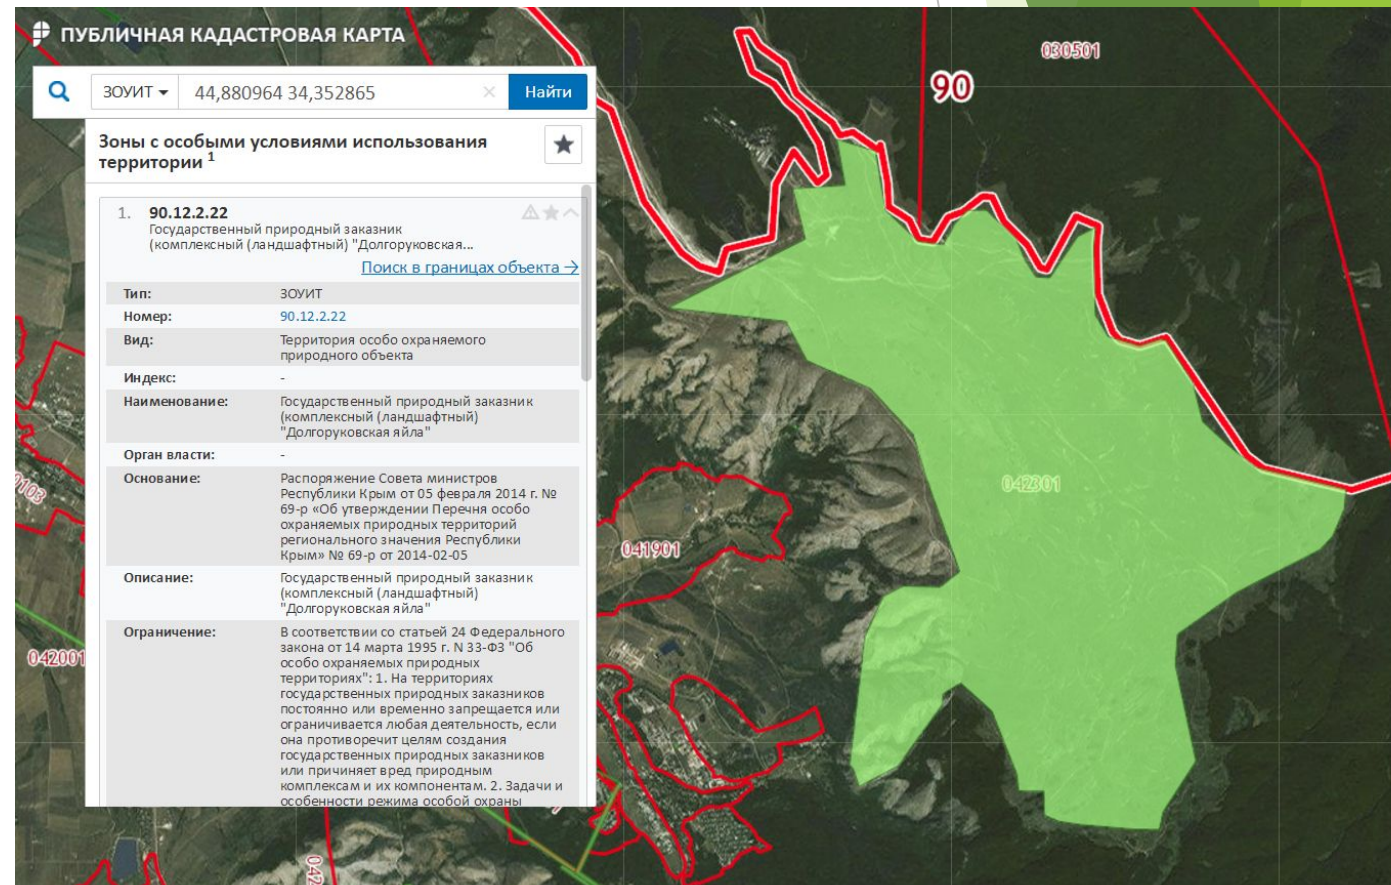 ПУБЛИЧНАЯ КАДАСТРОВАЯ КАРТА
ЗОУИТ
44,880964 34,352865
Найти
Зоны с особыми условиями использования
территории 1
1. 90.12.2.22
Государственный природный заказник
(комплексный (ландшафтный) "Долгоруковская...
Поиск в границах объекта →
Тип: ЗОУИТ
Номер: 90.12.2.22
Вид: Территория особо охраняемого
природного объекта
Индекс: -
Наименование: Государственный природный заказник
(комплексный (ландшафтный)
"Долгоруковская яйла"
Орган власти: -
Основание: Распоряжение Совета министров
Республики Крым от 05 февраля 2014 г. №
69-р «Об утверждении Перечня особо
охраняемых природных территорий
регионального значения Республики
Крым» № 69-р от 2014-02-05
Описание: Государственный природный заказник
(комплексный (ландшафтный)
"Долгоруковская яйла"
Ограничение: В соответствии со статьей 24 Федерального
закона от 14 марта 1995 г. N 33-ФЗ "Об
особо охраняемых природных
территориях": 1. На территориях
государственных природных заказников
постоянно или временно запрещается или
ограничивается любая деятельность, если
она противоречит целям создания
государственных природных заказников
или причиняет вред природным
комплексам и их компонентам. 2. Задачи и
особенности режима особой охраны
030501
90
042301
041901
042001
0103
042